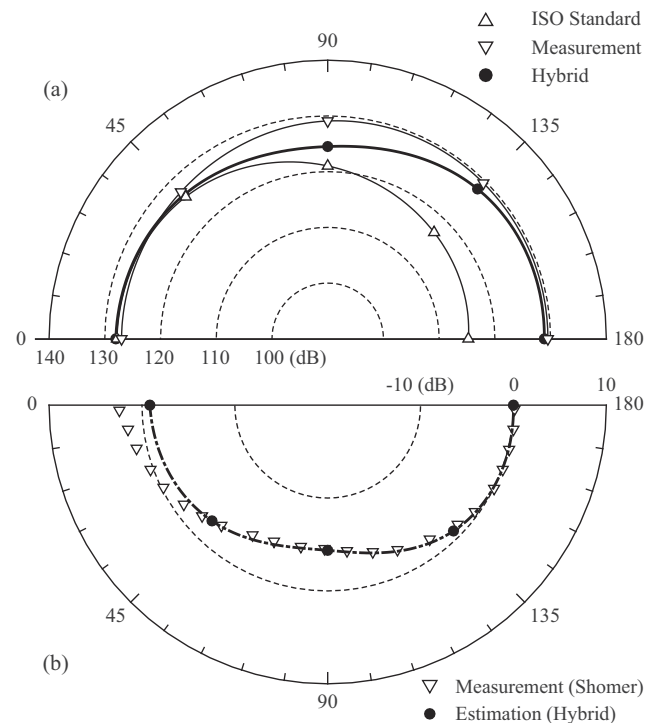 △ ISO Standard
▽ Measurement
● Hybrid
90
(a)
45
135
0
180
140 130 120 110 100 (dB)
-10 (dB) 0 10
0
180
45
135
(b)
90
▽ Measurement (Shomer)
● Estimation (Hybrid)